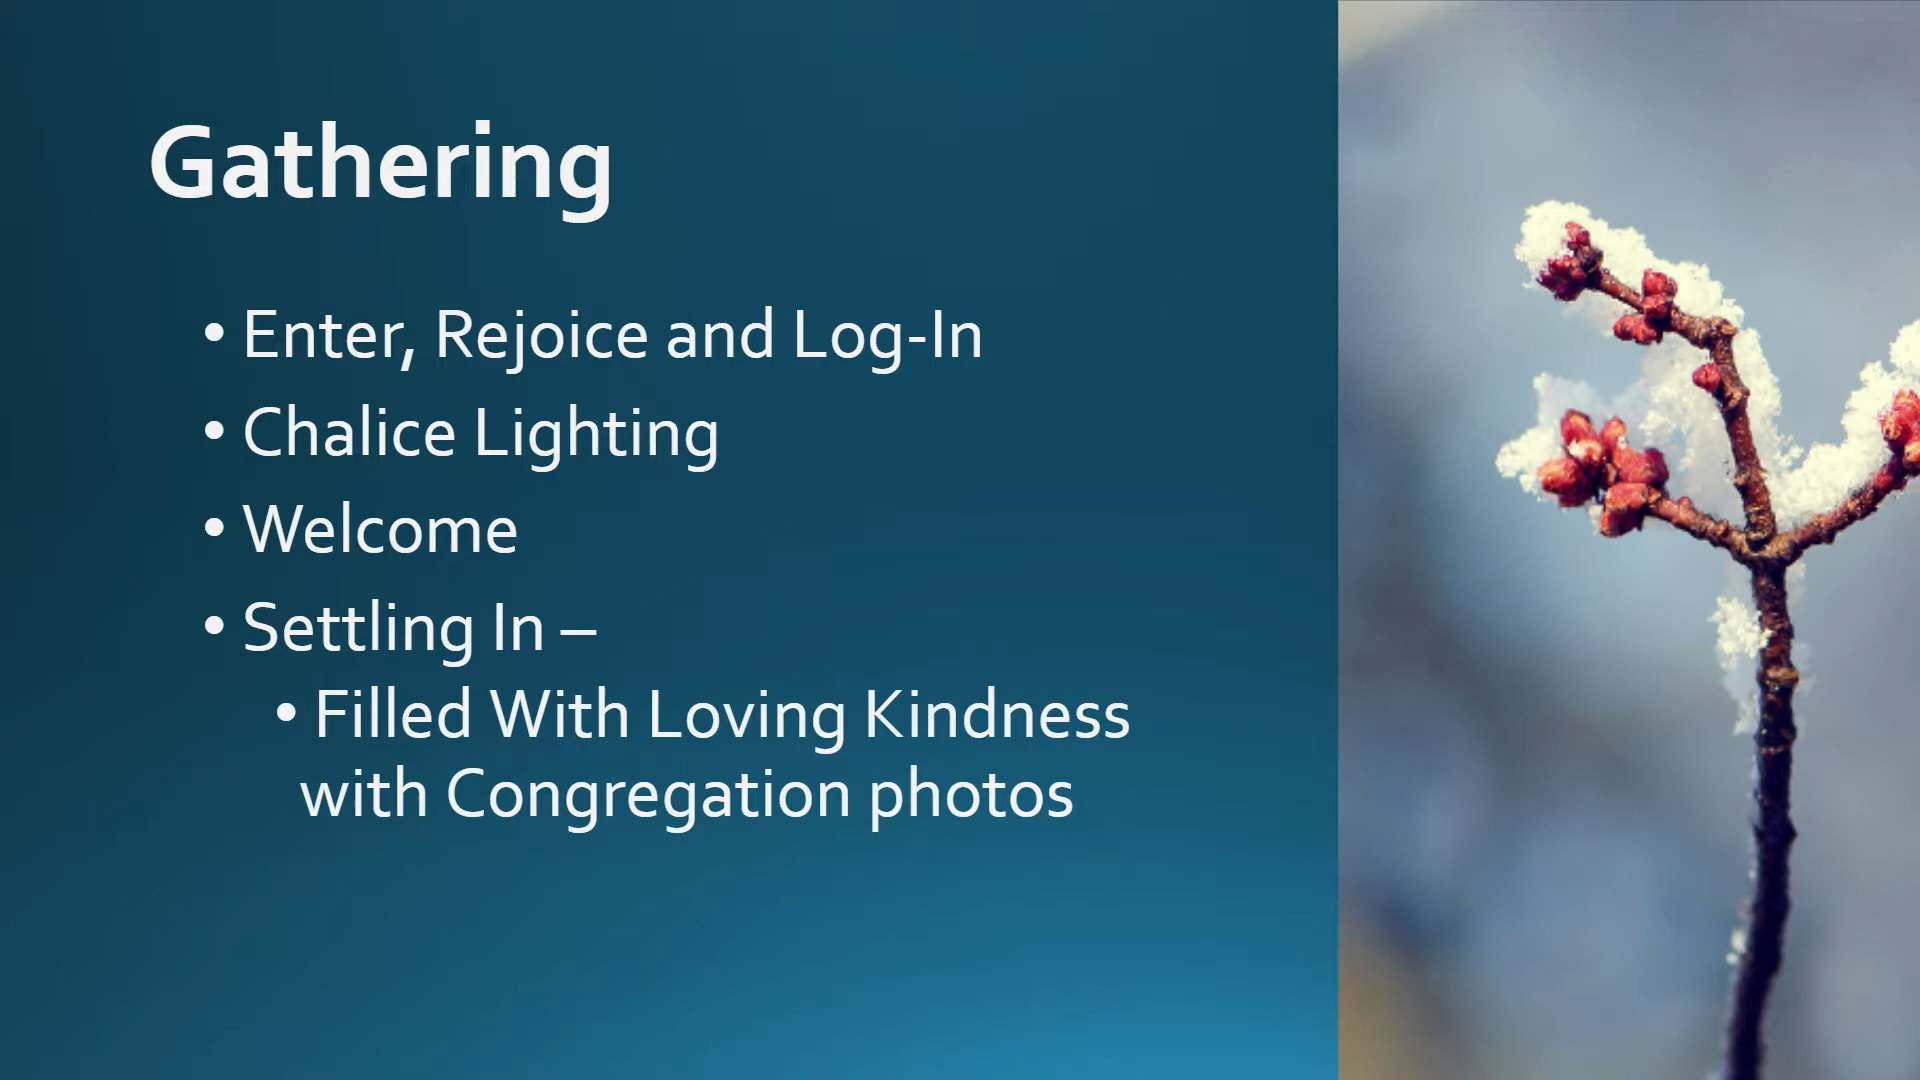 Gathering
• Enter, Rejoice and Log-In
• Chalice Lighting
• Welcome
• Settling In –
• Filled With Loving Kindness
with Congregation photos